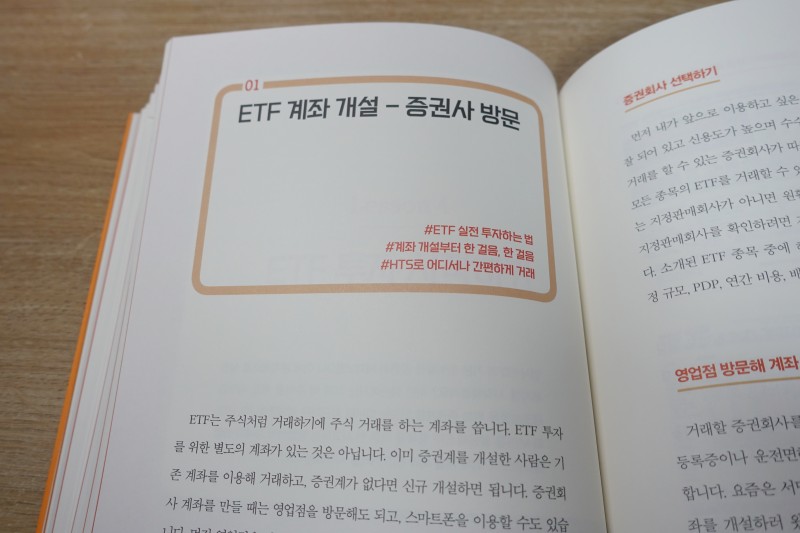 01
ETF 계좌 개설 – 증권사 방문
#ETF 실전 투자하는 법
#계좌 개설부터 한 걸음, 한 걸음
#HTS로 어디서나 간편하게 거래
ETF는 주식처럼 거래하기에 주식 거래를 하는 계좌를 씁니다. ETF 투자
를 위한 별도의 계좌가 있는 것은 아닙니다. 이미 증권계를 개설한 사람은 기
존 계좌를 이용해 거래하고, 증권계가 없다면 신규 개설하면 됩니다. 증권회
사 계좌를 만들 때는 영업점을 방문해도 되고, 스마트폰을 이용할 수도 있습
증권회사 선택하기
먼저 내가 앞으로 이용하고 싶은
잘 되어 있고 신용도가 높으며 수수
거래를 할 수 있는 증권회사가 따
모든 종목의 ETF를 거래할 수 있
는 지정판매회사가 아니면 원활
지정판매회사를 확인하려면
다. 소개된 ETF 종목 중에
정 규모, PDP, 연간 비용, 배
영업점 방문해 계좌
거래할 증권회사를
등록증이나 운전면허
합니다. 요즘은 서
좌를 개설하러